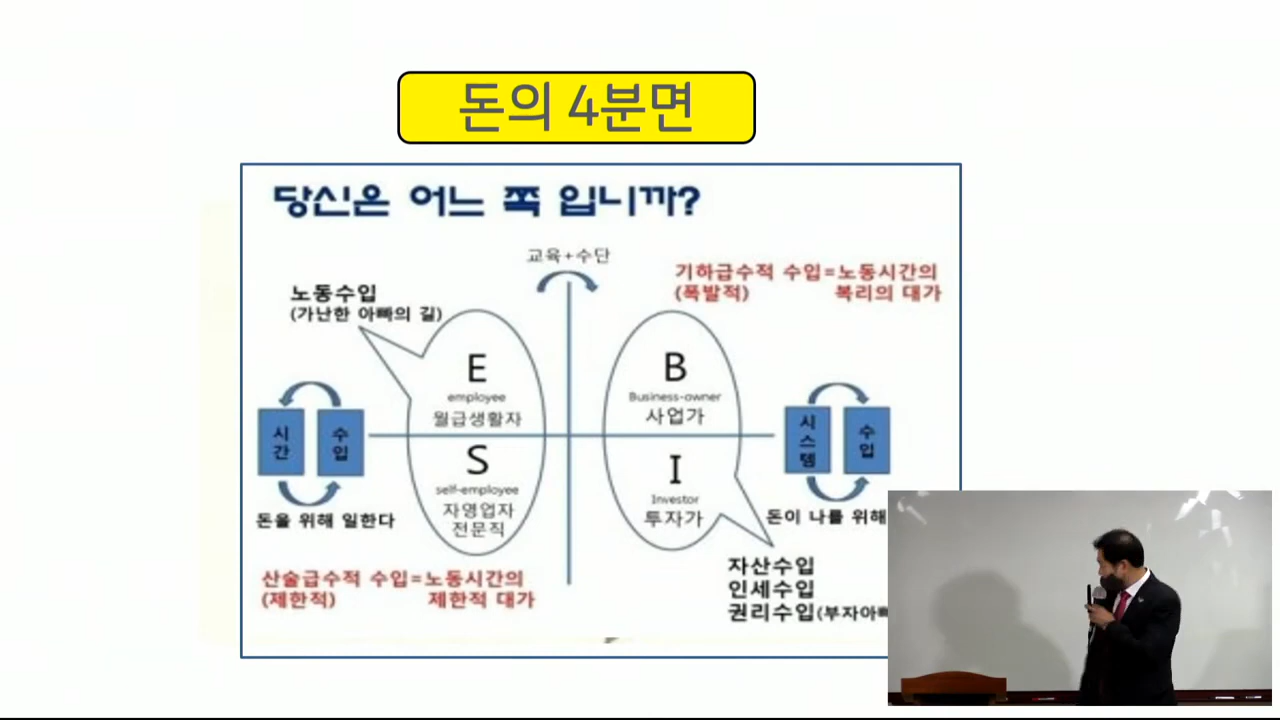 돈의 4분면
당신은 어느 쪽 입니까?
교육+수단
노동수입
(가난한 아빠의 길)
기하급수적 수입=노동시간의
(폭발적) 복리의 대가
E
employee
월급생활자
B
Business-owner
사업가
시간
수입
시스템
수입
S
self-employee
자영업자
전문직
I
Investor
투자가
돈을 위해 일한다
돈이 나를 위해
산술급수적 수입=노동시간의
(제한적) 제한적 대가
자산수입
인세수입
권리수입(부자아빠